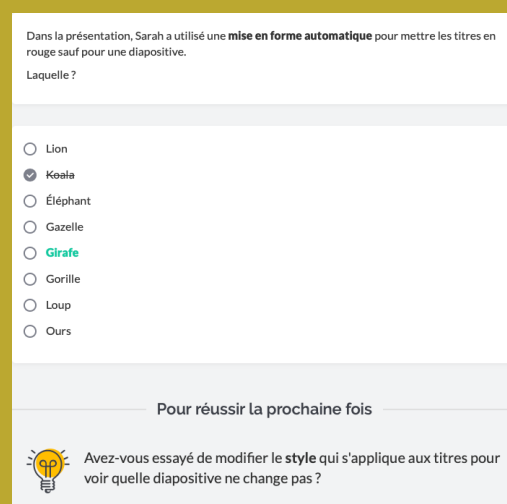 Dans la présentation, Sarah a utilisé une mise en forme automatique pour mettre les titres en
rouge sauf pour une diapositive.
Laquelle ?
Lion
Koala
Éléphant
Gazelle
Girafe
Gorille
Loup
Ours
Pour réussir la prochaine fois
Avez-vous essayé de modifier le style qui s'applique aux titres pour
voir quelle diapositive ne change pas ?